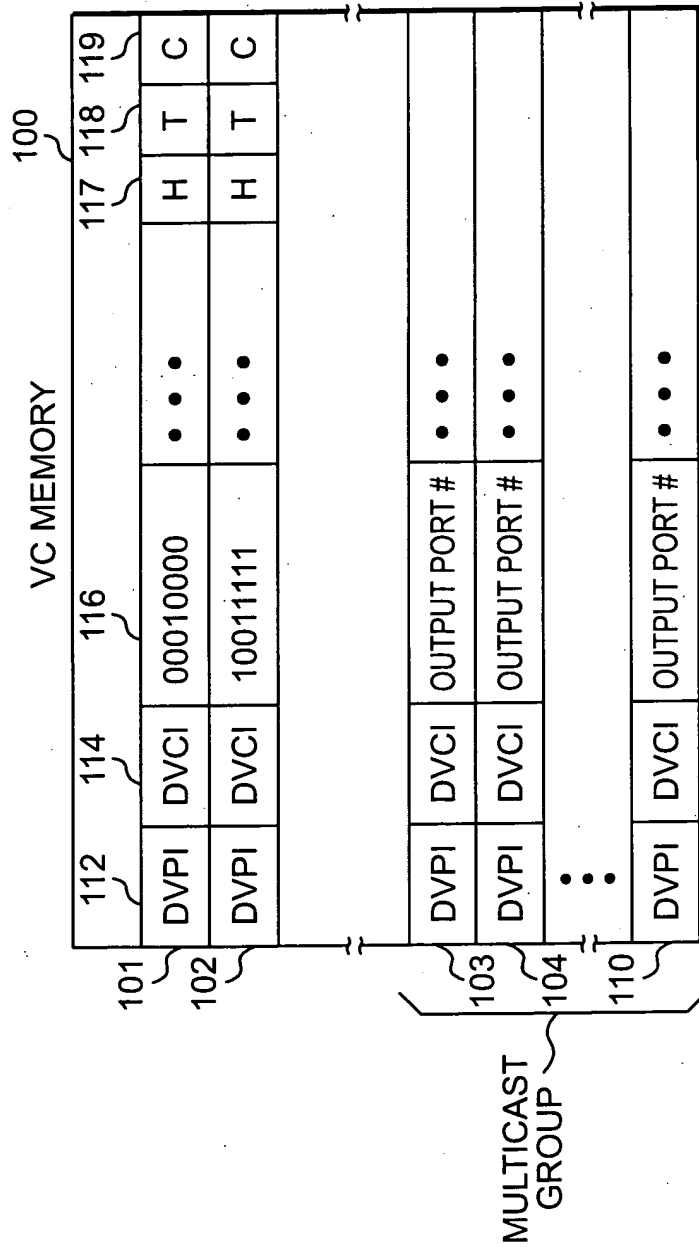 VC MEMORY
100
112 114 116 117 118 119
101 DVPI DVCI 00010000 ••• H T C
102 DVPI DVCI 10011111 ••• H T C
103 DVPI DVCI OUTPUT PORT # •••
104 DVPI DVCI OUTPUT PORT # •••
•••
110 DVPI DVCI OUTPUT PORT # •••
MULTICAST
GROUP